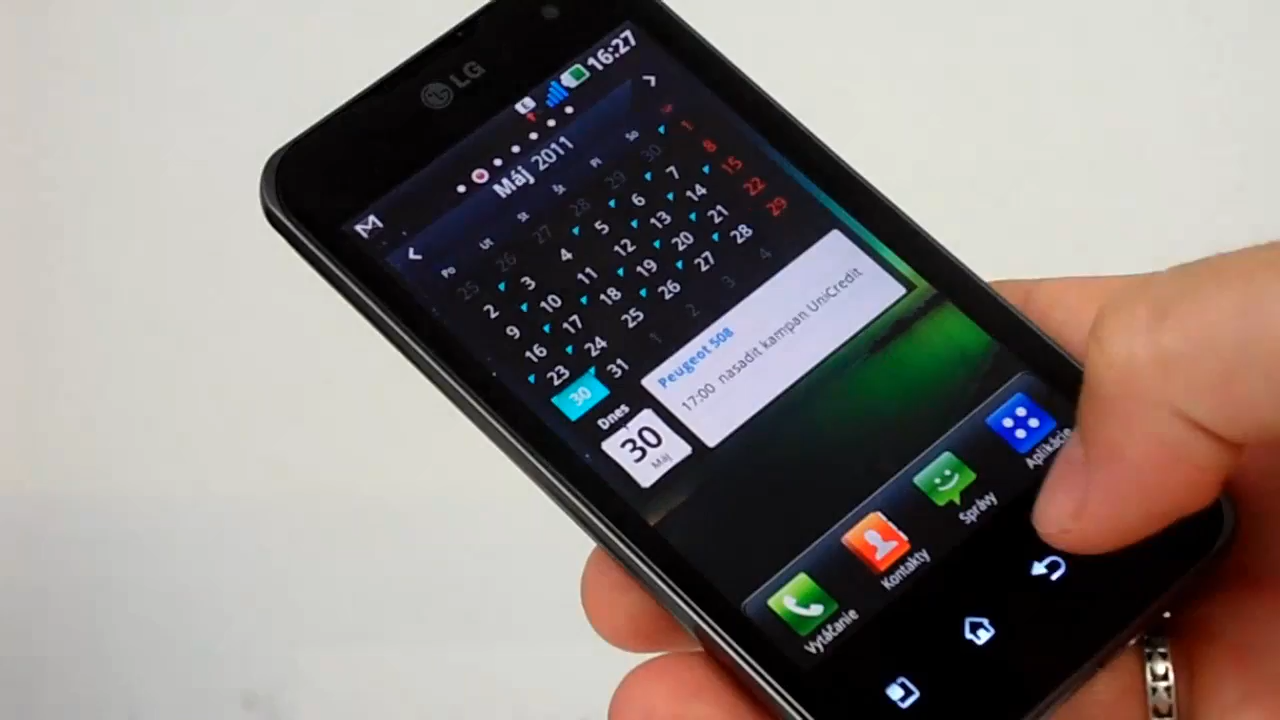 LG
16:27
Máj 2011
Po Ut St Št Pi So
25 26 27 28 29 30 1
2 3 4 5 6 7 8
9 10 11 12 13 14 15
16 17 18 19 20 21 22
23 24 25 26 27 28 29
30 31 1 2 3 4
Dnes
30
Máj
Peugeot 508
17:00 nasadit kampan UniCredit
Vytáčanie
Kontakty
Správy
Aplikácie